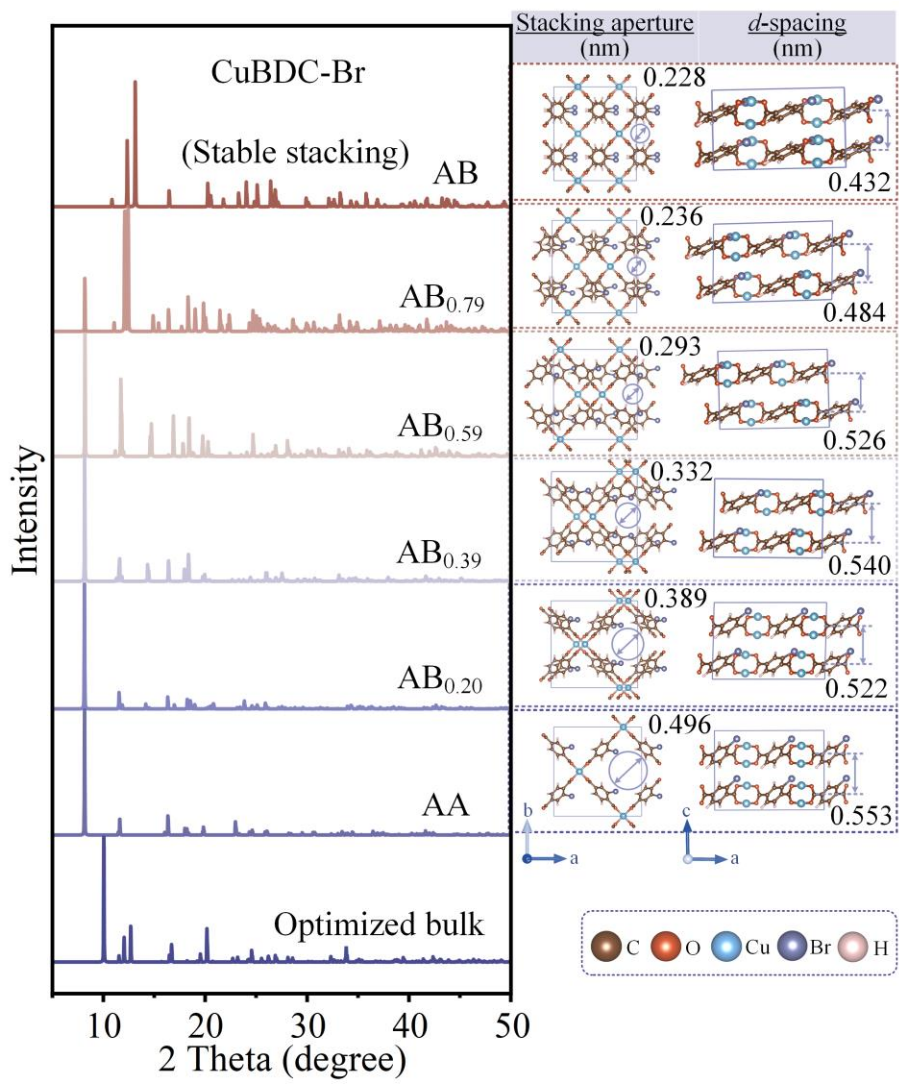 Stacking aperture
(nm)
d-spacing
(nm)
CuBDC-Br
(Stable stacking)
AB
0.228
0.432
AB0.79
0.236
0.484
AB0.59
0.293
0.526
AB0.39
0.332
0.540
AB0.20
0.389
0.522
AA
0.496
0.553
b
a
c
a
Optimized bulk
C
O
Cu
Br
H
Intensity
10
20
30
40
50
2 Theta (degree)